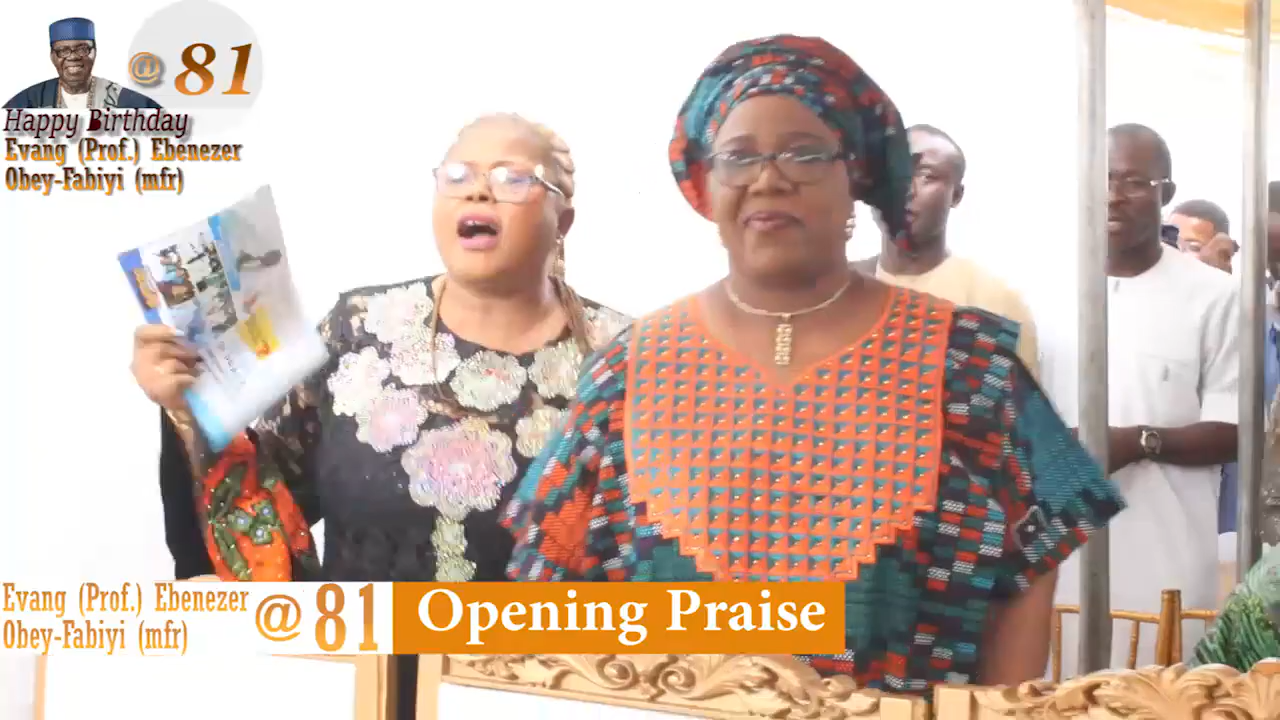 @ 81
Happy Birthday
Evang (Prof.) Ebenezer
Obey-Fabiyi (mfr)
Evang (Prof.) Ebenezer
Obey-Fabiyi (mfr)
@ 81
Opening Praise